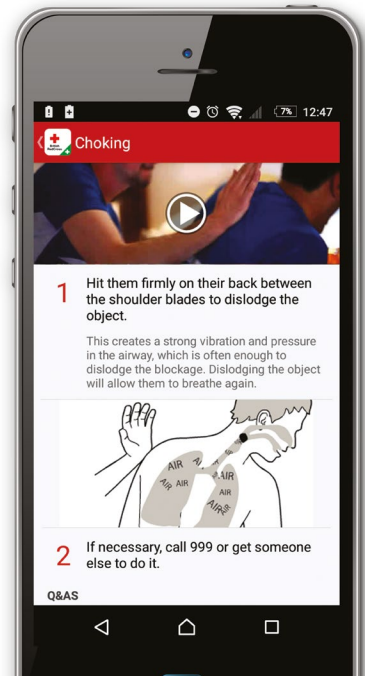 7% 12:47
Choking
1 Hit them firmly on their back between
the shoulder blades to dislodge the
object.
This creates a strong vibration and pressure
in the airway, which is often enough to
dislodge the blockage. Dislodging the object
will allow them to breathe again.
AIR
AIR
AIR AIR
AIR
AIR
AIR
2 If necessary, call 999 or get someone
else to do it.
Q&AS